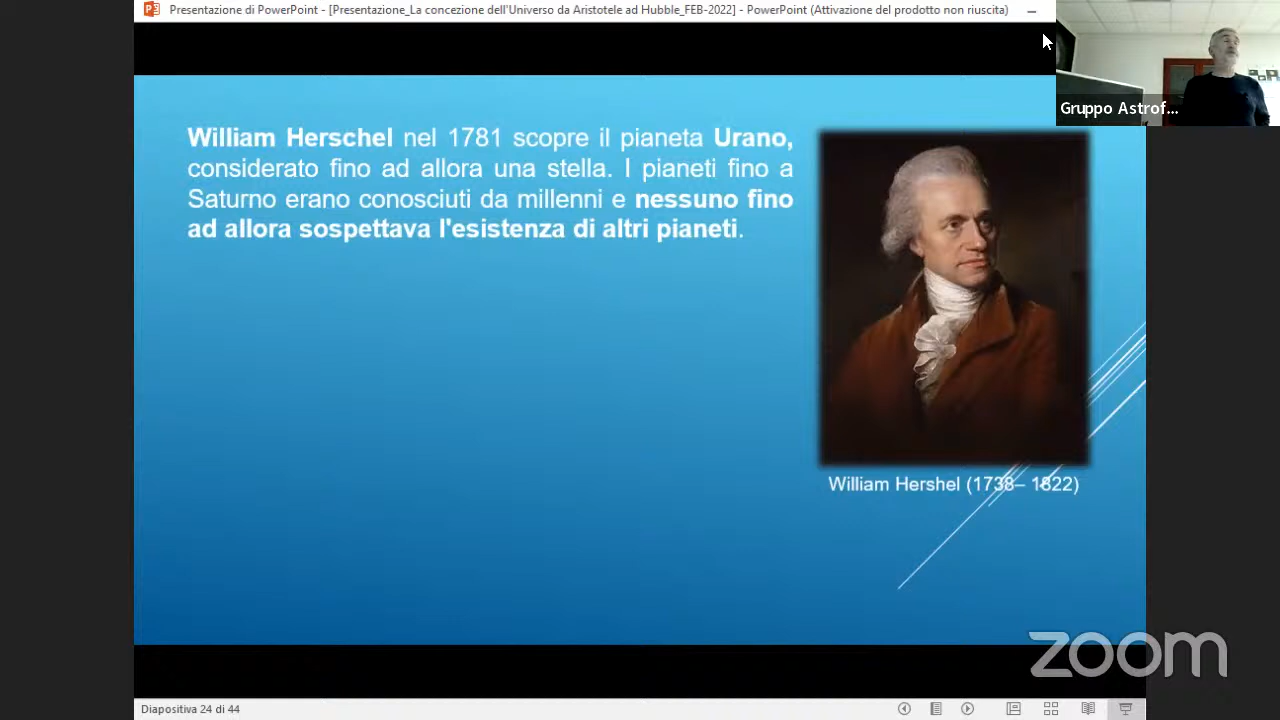 Presentazione di PowerPoint - [Presentazione_La concezione dell'Universo da Aristotele ad Hubble_FEB-2022] - PowerPoint (Attivazione del prodotto non riuscita)
Gruppo Astrof...
William Herschel nel 1781 scopre il pianeta Urano,
considerato fino ad allora una stella. I pianeti fino a
Saturno erano conosciuti da millenni e nessuno fino
ad allora sospettava l'esistenza di altri pianeti.
William Hershel (1738– 1822)
zoom
Diapositiva 24 di 44